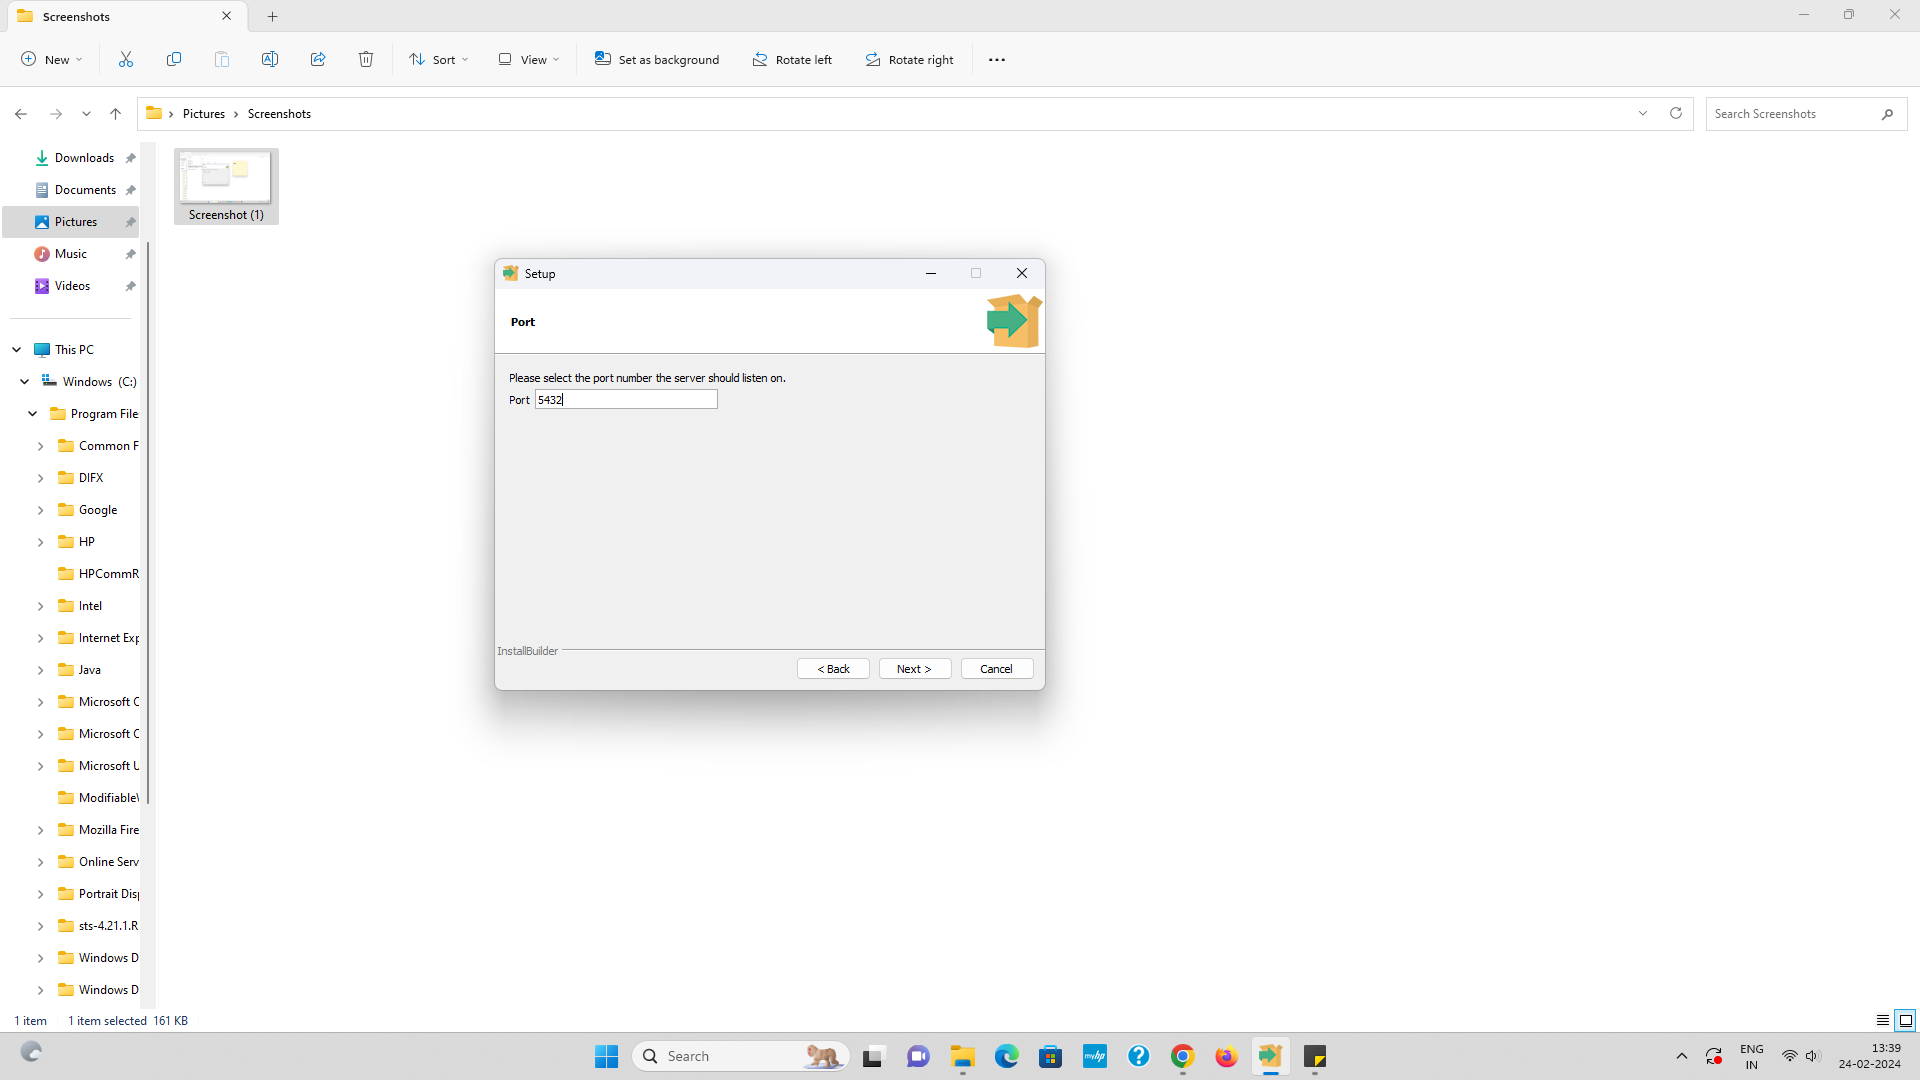 Screenshots
New
Sort
View
Set as background
Rotate left
Rotate right
Pictures
Screenshots
Search Screenshots
Downloads
Documents
Pictures
Music
Videos
This PC
Windows (C:)
Program File
Common F
DIFX
Google
HP
HPCommR
Intel
Internet Exp
Java
Microsoft O
Microsoft O
Microsoft U
Modifiable
Mozilla Fire
Online Serv
Portrait Disp
sts-4.21.1.R
Windows D
Windows D
Screenshot (1)
Setup
Port
Please select the port number the server should listen on.
Port 5432
InstallBuilder
< Back
Next >
Cancel
1 item
1 item selected 161 KB
Search
myhp
ENG
IN
13:39
24-02-2024